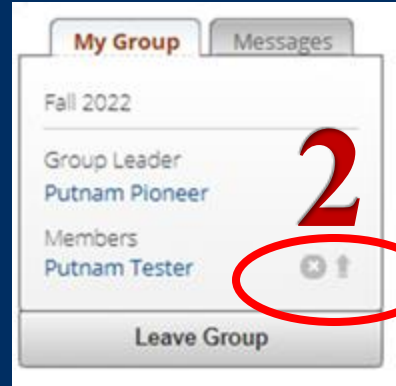 My Group Messages
Fall 2022
Group Leader
Putnam Pioneer
2
Members
Putnam Tester
Leave Group